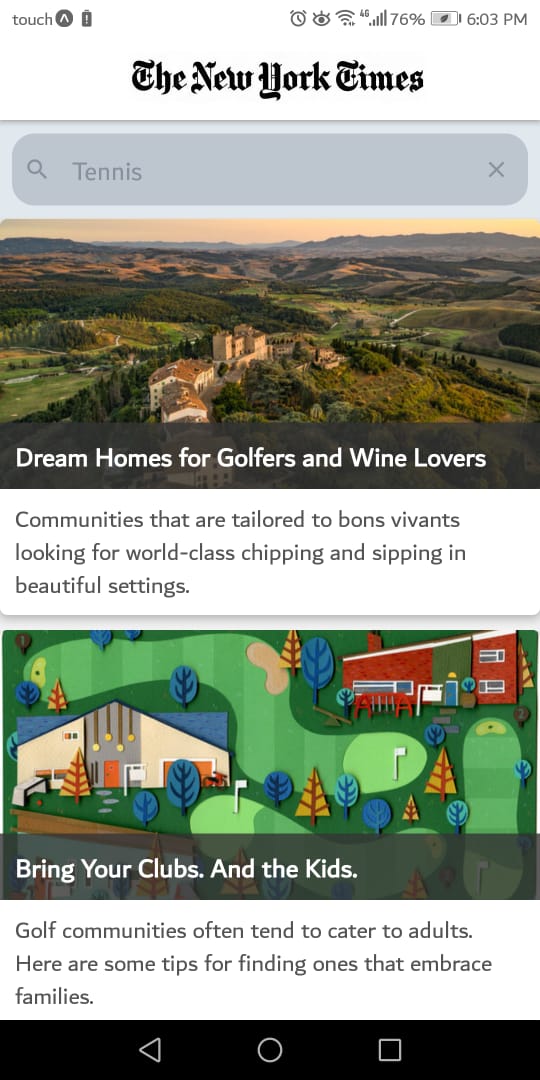 touch 4G 76% 6:03 PM
The New York Times
Tennis
Dream Homes for Golfers and Wine Lovers
Communities that are tailored to bons vivants
looking for world-class chipping and sipping in
beautiful settings.
1
2
Bring Your Clubs. And the Kids.
Golf communities often tend to cater to adults.
Here are some tips for finding ones that embrace
families.